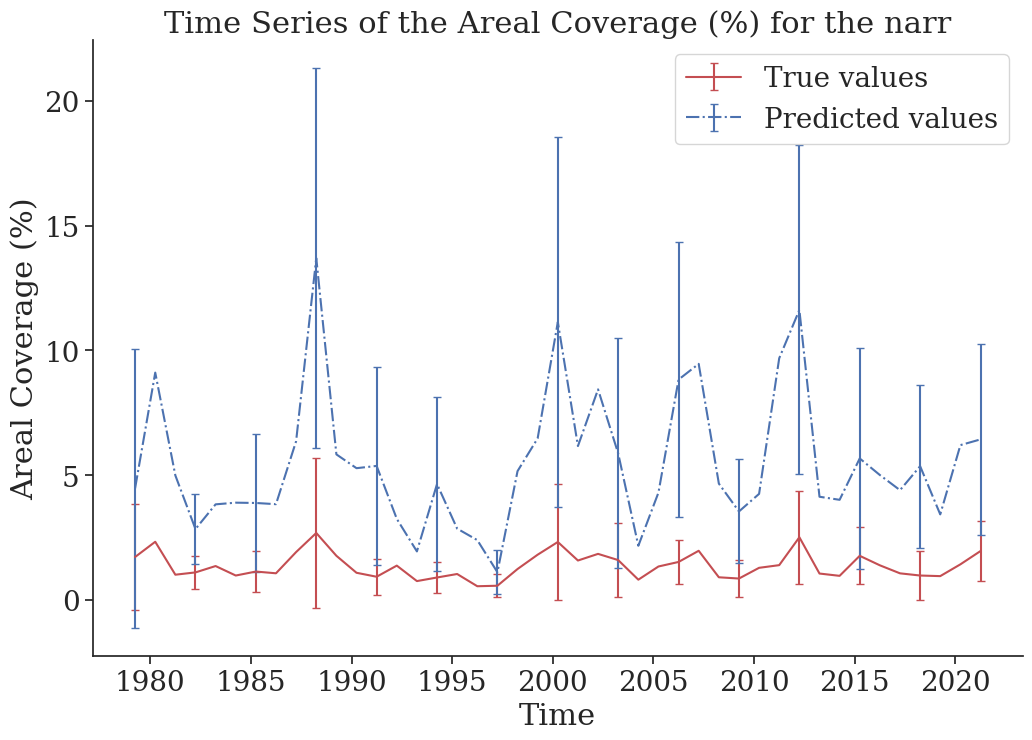 Time Series of the Areal Coverage (%) for the narr
True values
Predicted values
Areal Coverage (%)
20
15
10
5
0
1980 1985 1990 1995 2000 2005 2010 2015 2020
Time